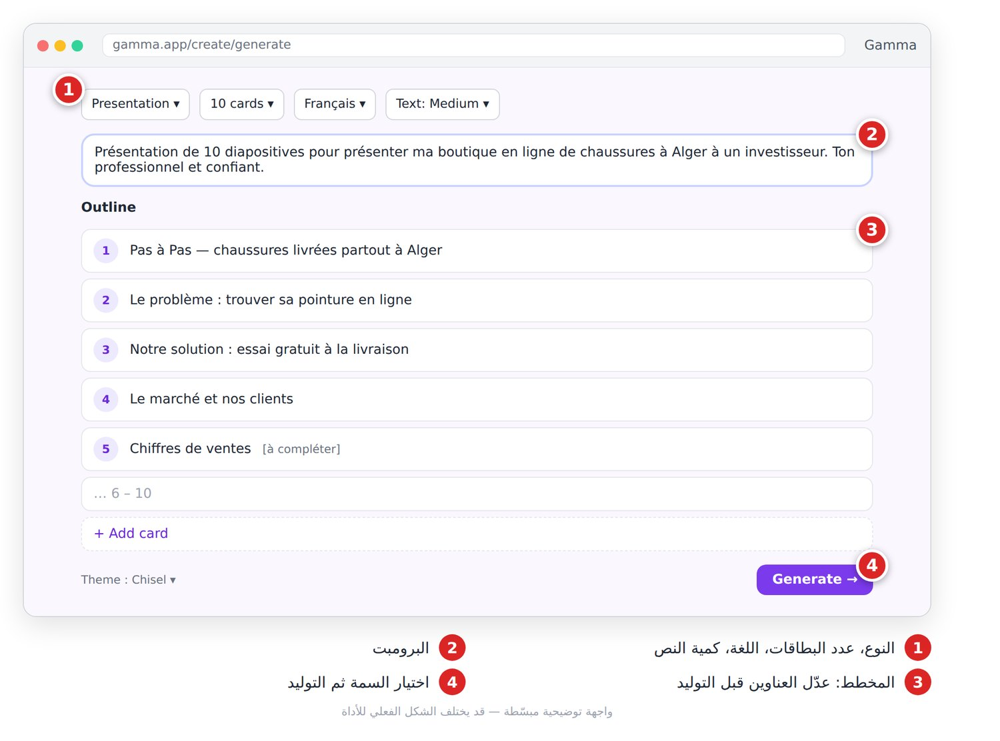 gamma.app/create/generate
Gamma
1
Presentation ▾
10 cards ▾
Français ▾
Text: Medium ▾
2
Présentation de 10 diapositives pour présenter ma boutique en ligne de chaussures à Alger à un investisseur. Ton
professionnel et confiant.
Outline
3
1 Pas à Pas — chaussures livrées partout à Alger
2 Le problème : trouver sa pointure en ligne
3 Notre solution : essai gratuit à la livraison
4 Le marché et nos clients
5 Chiffres de ventes [à compléter]
... 6 – 10
+ Add card
4
Theme : Chisel ▾
Generate →
1 النوع، عدد البطاقات، اللغة، كمية النص
2 البرومبت
3 المخطط: عدّل العناوين قبل التوليد
4 اختيار السمة ثم التوليد
واجهة توضيحية مبسّطة — قد يختلف الشكل الفعلي للأداة